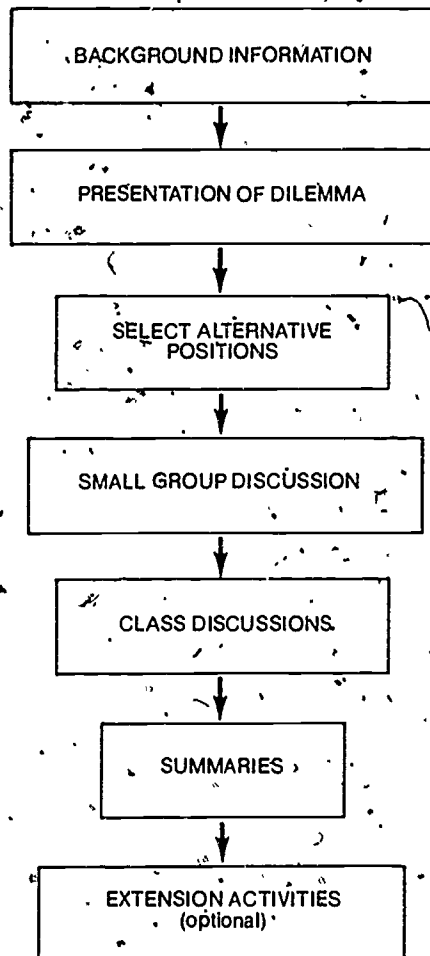 BACKGROUND INFORMATION
PRESENTATION OF DILEMMA
SELECT ALTERNATIVE
POSITIONS
SMALL GROUP DISCUSSION
CLASS DISCUSSIONS
SUMMARIES
EXTENSION ACTIVITIES
(optional)